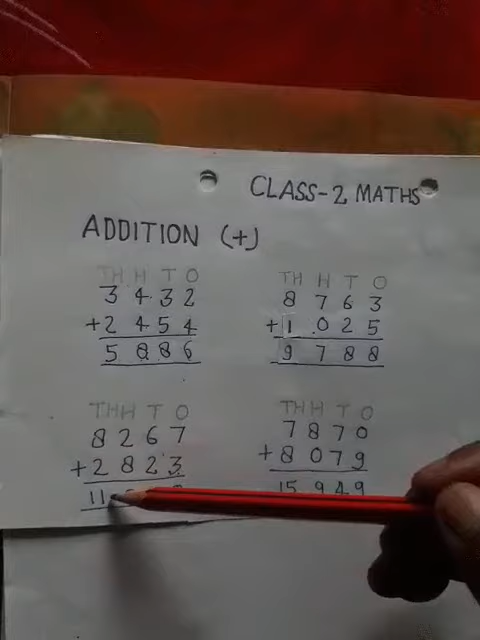 CLASS-2 MATHS
ADDITION (+)
TH H T O TH H T O
3 4 3 2 8 7 6 3
+2 4 5 4 +1 0 2 5
5 8 8 6 9 7 8 8
TH H T O TH H T O
8 2 6 7 7 8 7 0
+2 8 2 3 +8 0 7 9
11 15 9 4 9